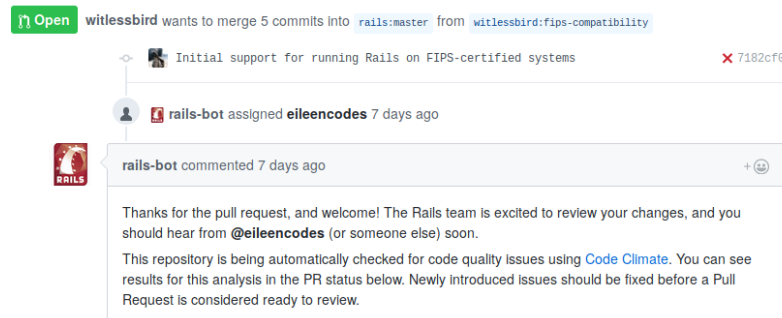 Open witlessbird wants to merge 5 commits into rails:master from witlessbird:fips-compatibility
Initial support for running Rails on FIPS-certified systems 7182cf
rails-bot assigned eileencodes 7 days ago
RAILS
rails-bot commented 7 days ago
Thanks for the pull request, and welcome! The Rails team is excited to review your changes, and you
should hear from @eileencodes (or someone else) soon.
This repository is being automatically checked for code quality issues using Code Climate. You can see
results for this analysis in the PR status below. Newly introduced issues should be fixed before a Pull
Request is considered ready to review.